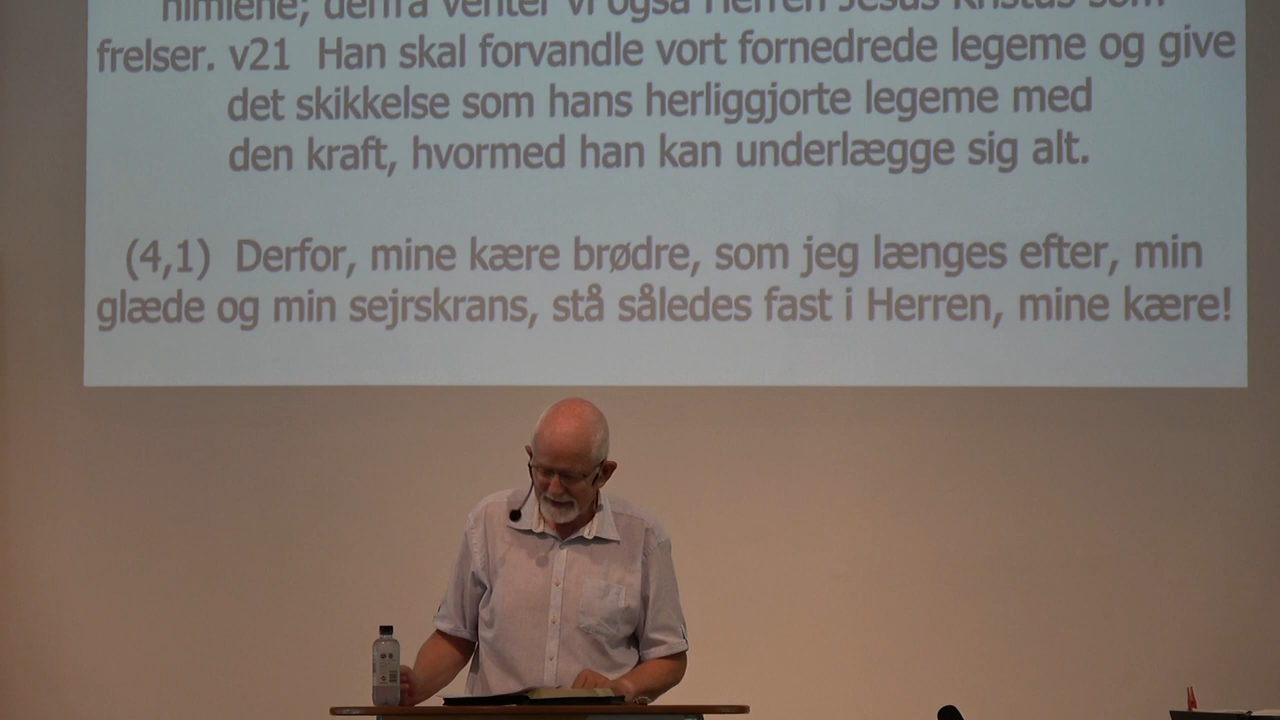 himlene; derfra venter vi også Herren Jesus Kristus som
frelser. v21 Han skal forvandle vort fornedrede legeme og give
det skikkelse som hans herliggjorte legeme med
den kraft, hvormed han kan underlægge sig alt.
(4,1) Derfor, mine kære brødre, som jeg længes efter, min
glæde og min sejrskrans, stå således fast i Herren, mine kære!